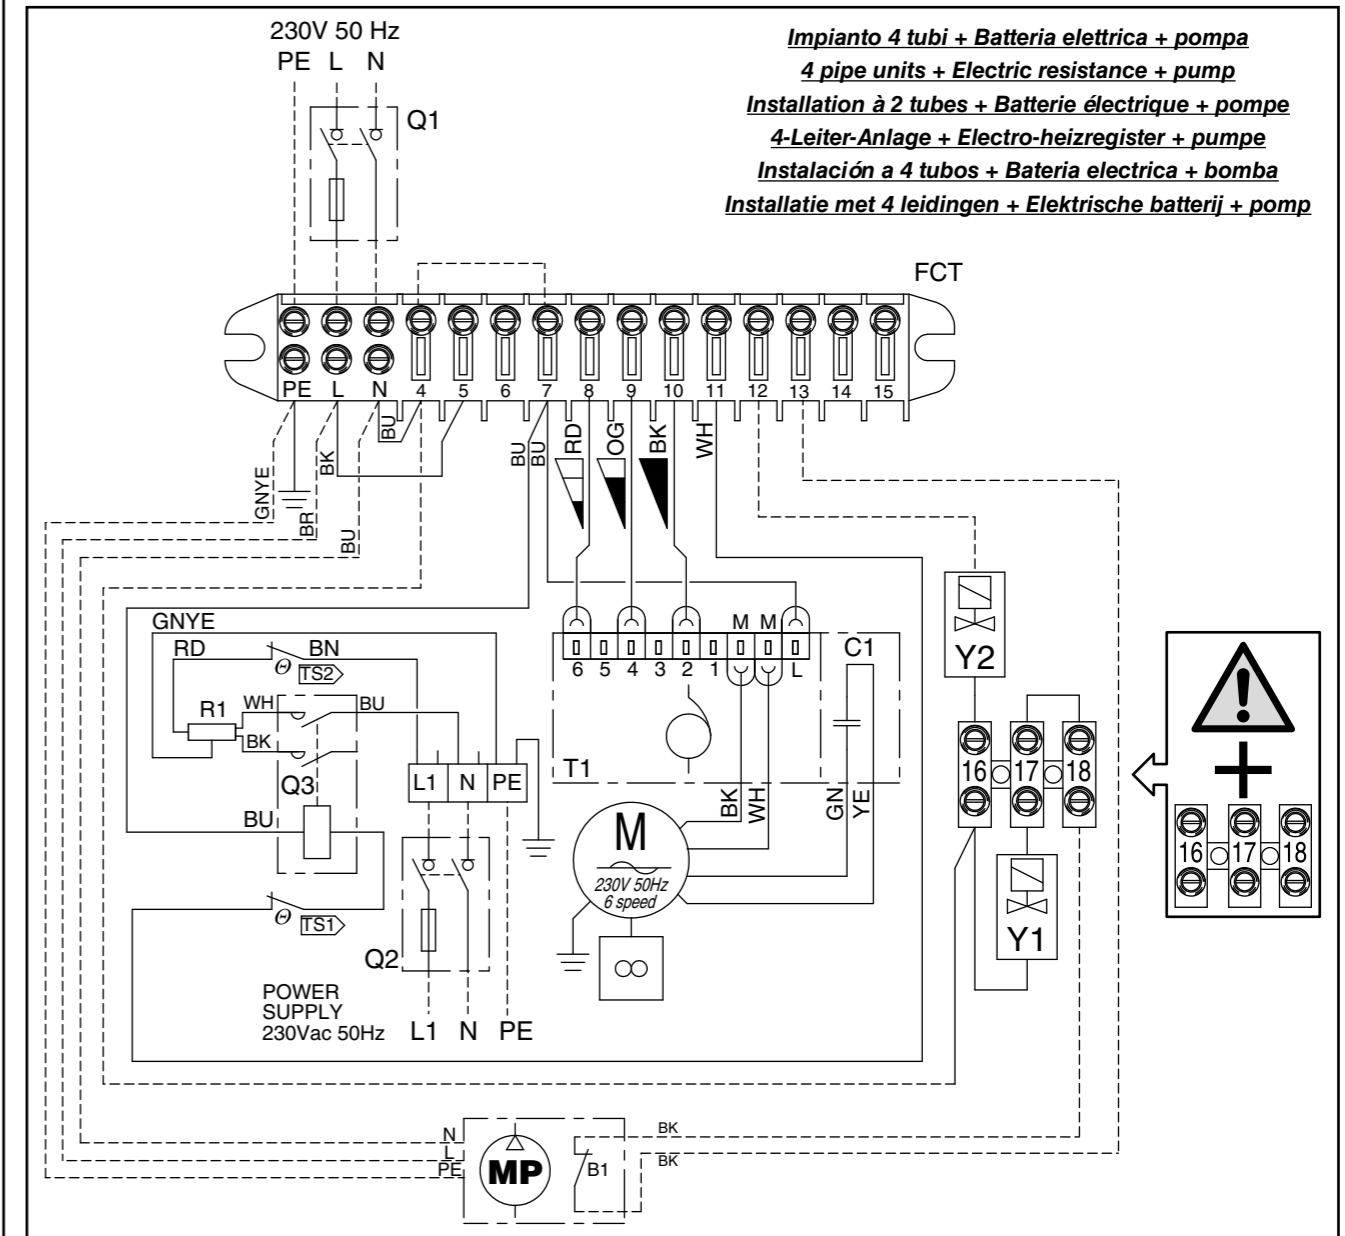 230V 50 Hz
PE L N
Q1
Impianto 4 tubi + Batteria elettrica + pompa
4 pipe units + Electric resistance + pump
Installation à 2 tubes + Batterie électrique + pompe
4-Leiter-Anlage + Electro-heizregister + pumpe
Instalación a 4 tubos + Bateria electrica + bomba
Installatie met 4 leidingen + Elektrische batterij + pomp
FCT
PE L N 4 5 6 7 8 9 10 11 12 13 14 15
GNYE BR BK BU BU BU BU RD OG BK WH
GNYE
RD BN
TS2
R1 WH BU
BK
Q3
BU
TS1
L1 N PE
Q2
POWER
SUPPLY
230Vac 50Hz
L1 N PE
M M
6 5 4 3 2 1 L
C1
T1
BK WH GN YE
M
230V 50Hz
6 speed
Y2
16 17 18
Y1
+
16 17 18
N
L
PE
MP
B1
BK
BK